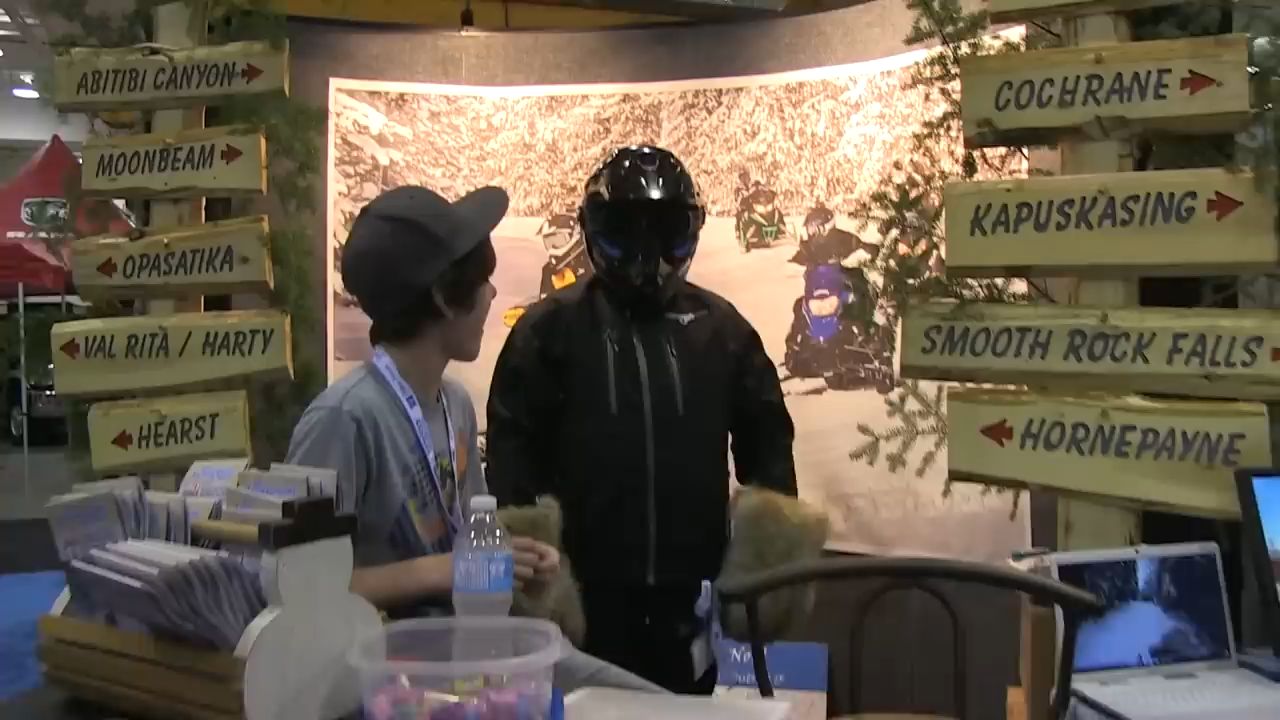 ABITIBI CANYON
MOONBEAM
OPASATIKA
VAL RITA / HARTY
HEARST
COCHRANE
KAPUSKASING
SMOOTH ROCK FALLS
HORNEPAYNE